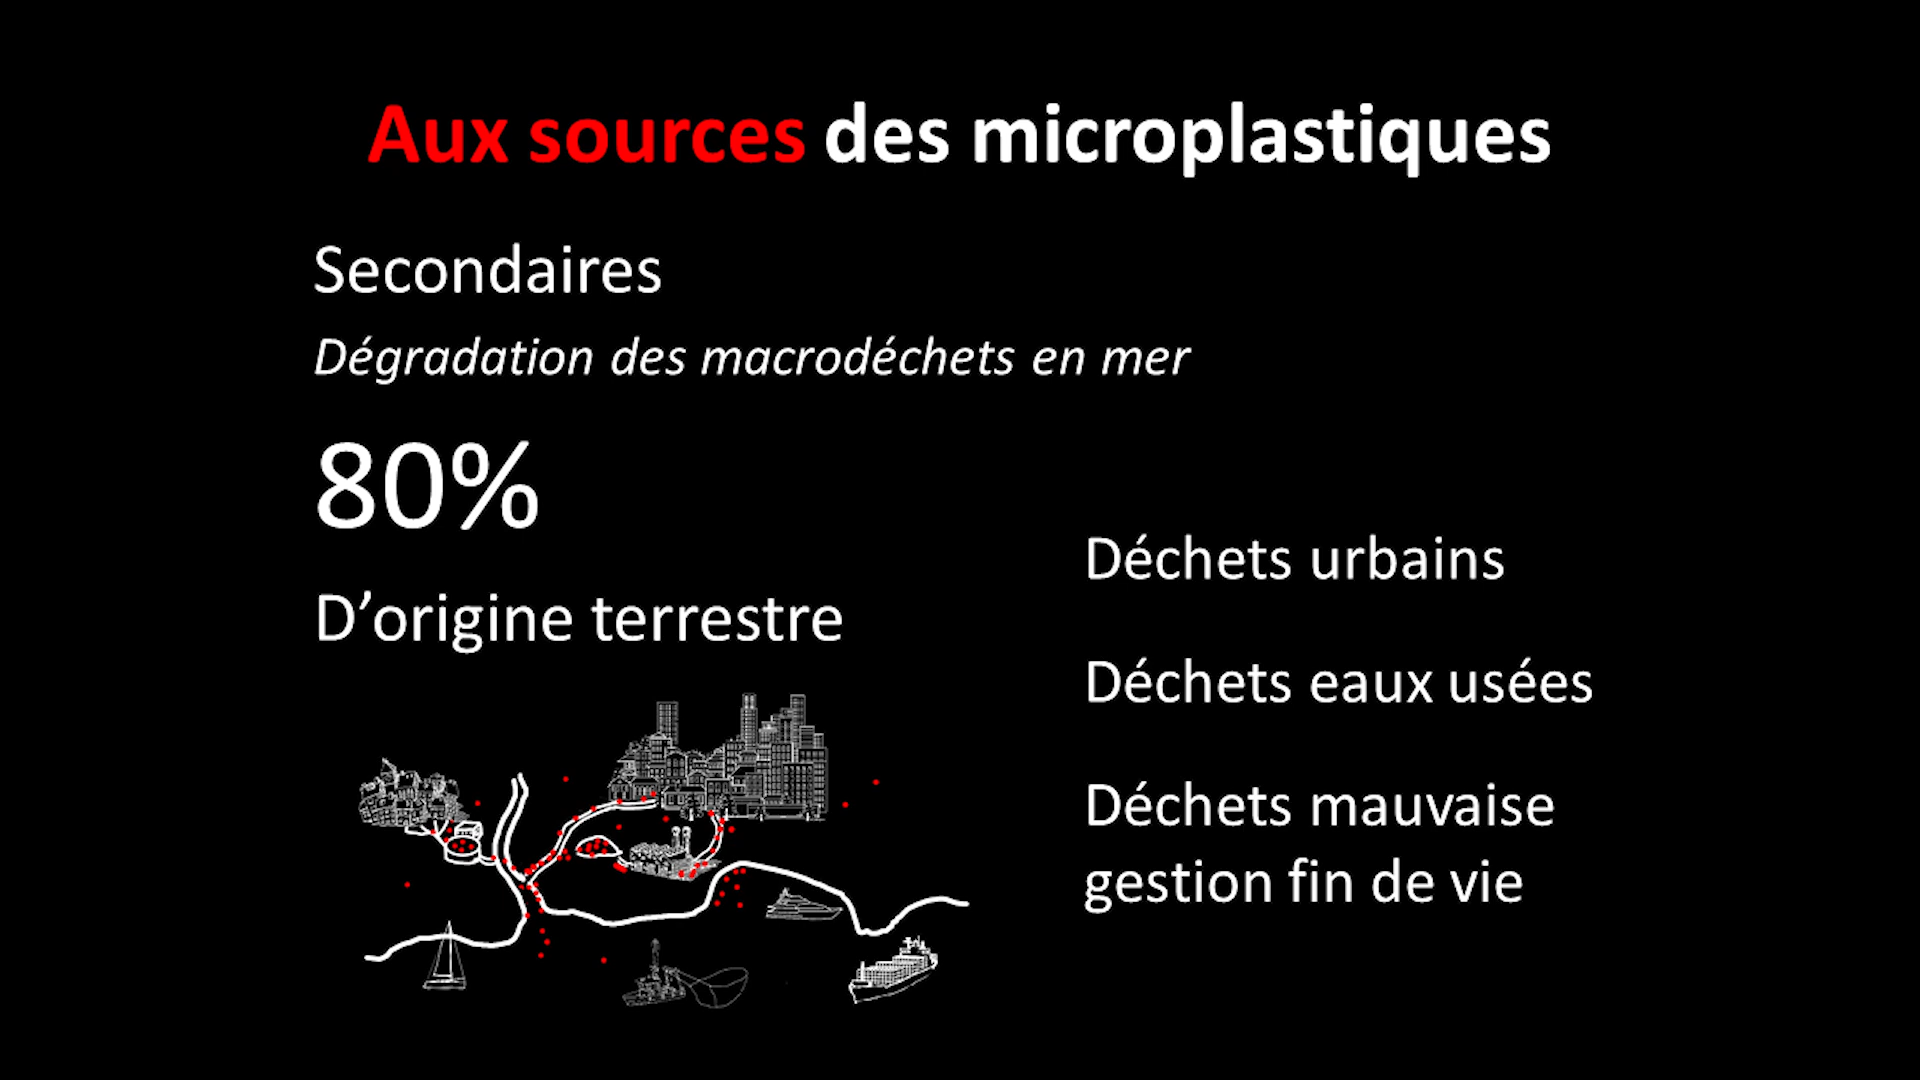 Aux sources des microplastiques
Secondaires
Dégradation des macrodéchets en mer
80%
D’origine terrestre
Déchets urbains
Déchets eaux usées
Déchets mauvaise
gestion fin de vie